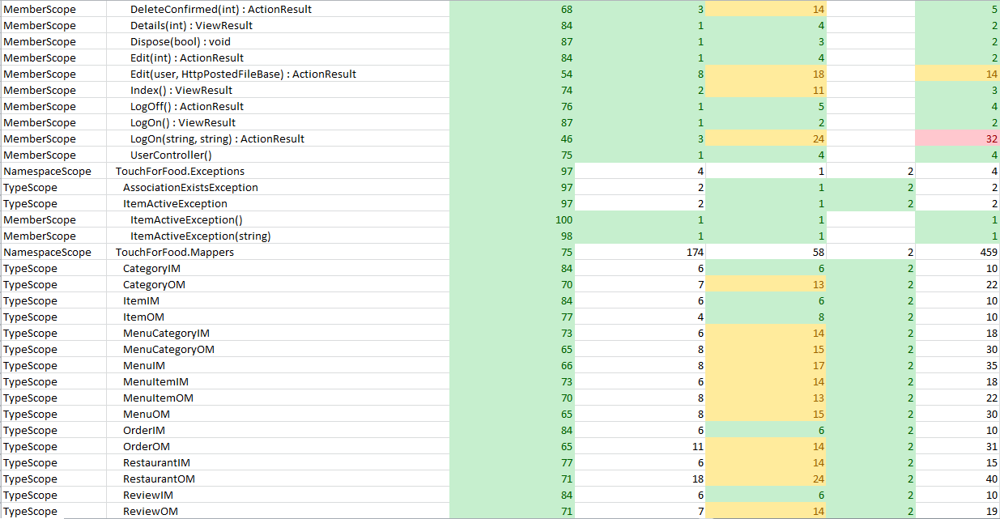 MemberScope DeleteConfirmed(int) : ActionResult 68 3 14 5
MemberScope Details(int) : ViewResult 84 1 4 2
MemberScope Dispose(bool) : void 87 1 3 2
MemberScope Edit(int) : ActionResult 84 1 4 2
MemberScope Edit(user, HttpPostedFileBase) : ActionResult 54 8 18 14
MemberScope Index() : ViewResult 74 2 11 3
MemberScope LogOff() : ActionResult 76 1 5 4
MemberScope LogOn() : ViewResult 87 1 2 2
MemberScope LogOn(string, string) : ActionResult 46 3 24 32
MemberScope UserController() 75 1 4 4
NamespaceScope TouchForFood.Exceptions 97 4 1 2 4
TypeScope AssociationExistsException 97 2 1 2 2
TypeScope ItemActiveException 97 2 1 2 2
MemberScope ItemActiveException() 100 1 1 1
MemberScope ItemActiveException(string) 98 1 1 1
NamespaceScope TouchForFood.Mappers 75 174 58 2 459
TypeScope CategoryIM 84 6 6 2 10
TypeScope CategoryOM 70 7 13 2 22
TypeScope ItemIM 84 6 6 2 10
TypeScope ItemOM 77 4 8 2 10
TypeScope MenuCategoryIM 73 6 14 2 18
TypeScope MenuCategoryOM 65 8 15 2 30
TypeScope MenuIM 66 8 17 2 35
TypeScope MenuItemIM 73 6 14 2 18
TypeScope MenuItemOM 70 8 13 2 22
TypeScope MenuOM 65 8 15 2 30
TypeScope OrderIM 84 6 6 2 10
TypeScope OrderOM 65 11 14 2 31
TypeScope RestaurantIM 77 6 14 2 15
TypeScope RestaurantOM 71 18 24 2 40
TypeScope ReviewIM 84 6 6 2 10
TypeScope ReviewOM 71 7 14 2 19